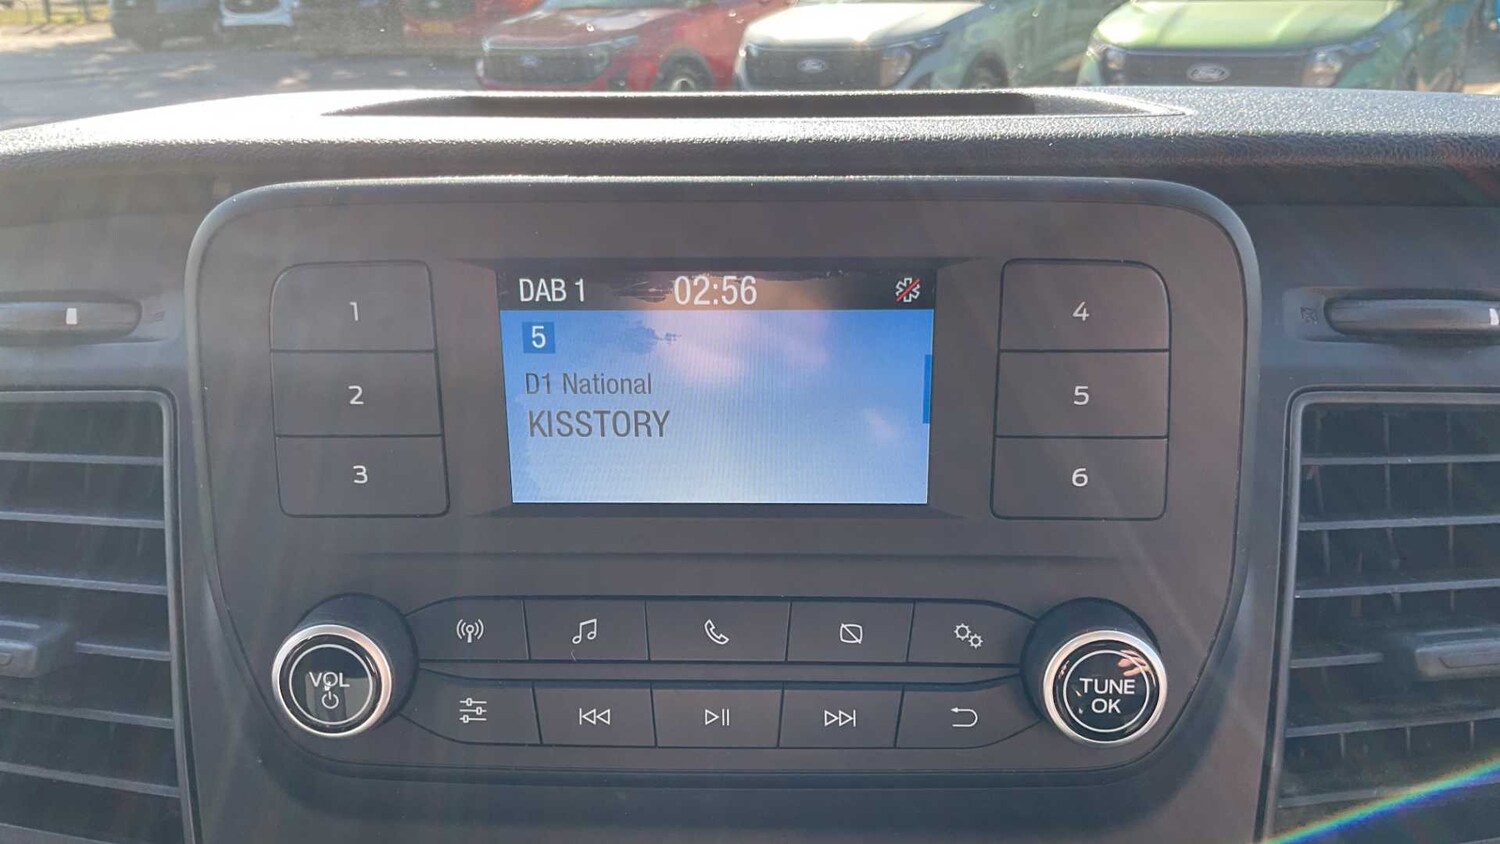 DAB 1 02:56
5
D1 National
KISSTORY
1
2
3
4
5
6
VOL
TUNE
OK